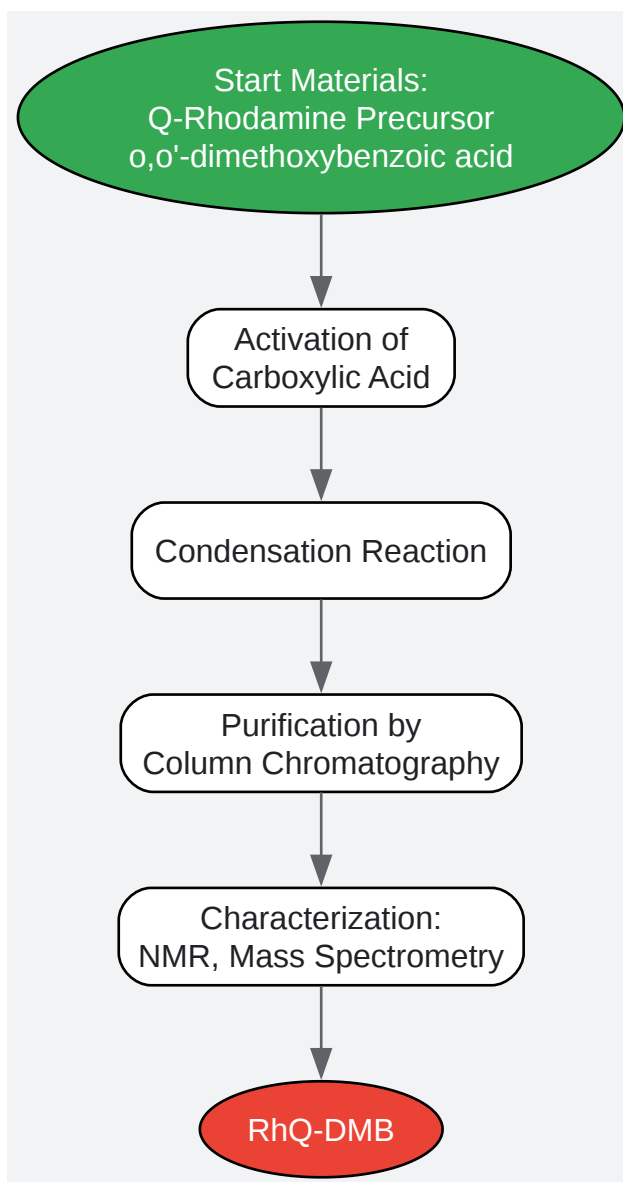 Start Materials:
Q-Rhodamine Precursor
o,o'-dimethoxybenzoic acid
Activation of
Carboxylic Acid
Condensation Reaction
Purification by
Column Chromatography
Characterization:
NMR, Mass Spectrometry
RhQ-DMB